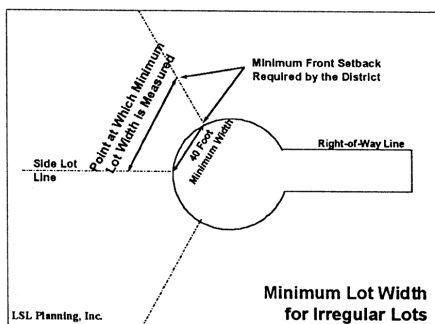 Point at Which Minimum
Lot Width is Measured
Minimum Front Setback
Required by the District
40 Foot
Minimum Width
Right-of-Way Line
Side Lot
Line
Minimum Lot Width
for Irregular Lots
LSL Planning, Inc.